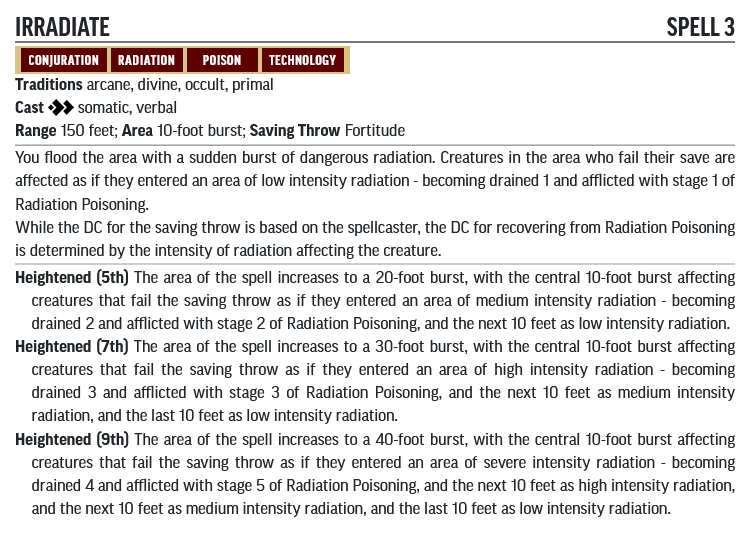 IRRADIATE SPELL 3
CONJURATION RADIATION POISON TECHNOLOGY
Traditions arcane, divine, occult, primal
Cast somatic, verbal
Range 150 feet; Area 10-foot burst; Saving Throw Fortitude
You flood the area with a sudden burst of dangerous radiation. Creatures in the area who fail their save are
affected as if they entered an area of low intensity radiation - becoming drained 1 and afflicted with stage 1 of
Radiation Poisoning.
While the DC for the saving throw is based on the spellcaster, the DC for recovering from Radiation Poisoning
is determined by the intensity of radiation affecting the creature.
Heightened (5th) The area of the spell increases to a 20-foot burst, with the central 10-foot burst affecting
creatures that fail the saving throw as if they entered an area of medium intensity radiation - becoming
drained 2 and afflicted with stage 2 of Radiation Poisoning, and the next 10 feet as low intensity radiation.
Heightened (7th) The area of the spell increases to a 30-foot burst, with the central 10-foot burst affecting
creatures that fail the saving throw as if they entered an area of high intensity radiation - becoming
drained 3 and afflicted with stage 3 of Radiation Poisoning, and the next 10 feet as medium intensity
radiation, and the last 10 feet as low intensity radiation.
Heightened (9th) The area of the spell increases to a 40-foot burst, with the central 10-foot burst affecting
creatures that fail the saving throw as if they entered an area of severe intensity radiation - becoming
drained 4 and afflicted with stage 5 of Radiation Poisoning, and the next 10 feet as high intensity radiation,
and the next 10 feet as medium intensity radiation, and the last 10 feet as low intensity radiation.